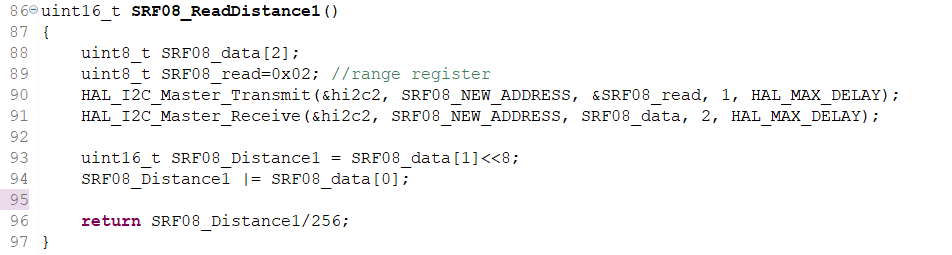 86 uint16_t SRF08_ReadDistance1()
87 {
88     uint8_t SRF08_data[2];
89     uint8_t SRF08_read=0x02; //range register
90     HAL_I2C_Master_Transmit(&hi2c2, SRF08_NEW_ADDRESS, &SRF08_read, 1, HAL_MAX_DELAY);
91     HAL_I2C_Master_Receive(&hi2c2, SRF08_NEW_ADDRESS, SRF08_data, 2, HAL_MAX_DELAY);
92
93     uint16_t SRF08_Distance1 = SRF08_data[1]<<8;
94     SRF08_Distance1 |= SRF08_data[0];
95
96     return SRF08_Distance1/256;
97 }